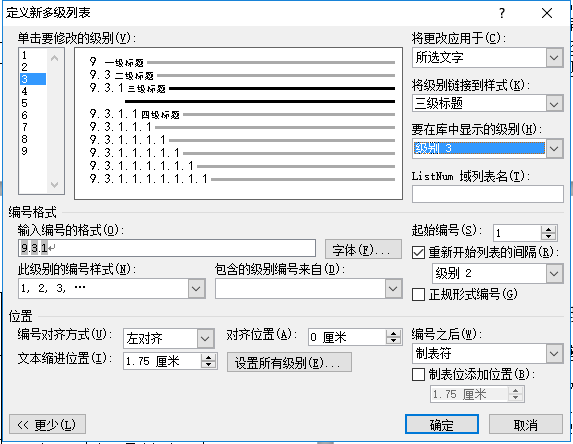 定义新多级列表
单击要修改的级别(V):
将更改应用于(C):
1
2
3
4
5
6
7
8
9
9 一级标题
9.3 二级标题
9.3.1 三级标题
9.3.1.1 四级标题
9.3.1.1.1
9.3.1.1.1.1
9.3.1.1.1.1.1
9.3.1.1.1.1.1.1
9.3.1.1.1.1.1.1.1
所选文字
将级别链接到样式(K):
三级标题
要在库中显示的级别(H):
级别 3
ListNum 域列表名(T):
编号格式
输入编号的格式(O):
9.3.1
字体(F)...
起始编号(S):
1
重新开始列表的间隔(R):
级别 2
此级别的编号样式(N):
包含的级别编号来自(D):
1, 2, 3, …
正规形式编号(G)
位置
编号对齐方式(U):
左对齐
对齐位置(A):
0 厘米
编号之后(W):
制表符
文本缩进位置(I):
1.75 厘米
设置所有级别(E)...
制表位添加位置(B):
1.75 厘米
<< 更少(L)
确定
取消